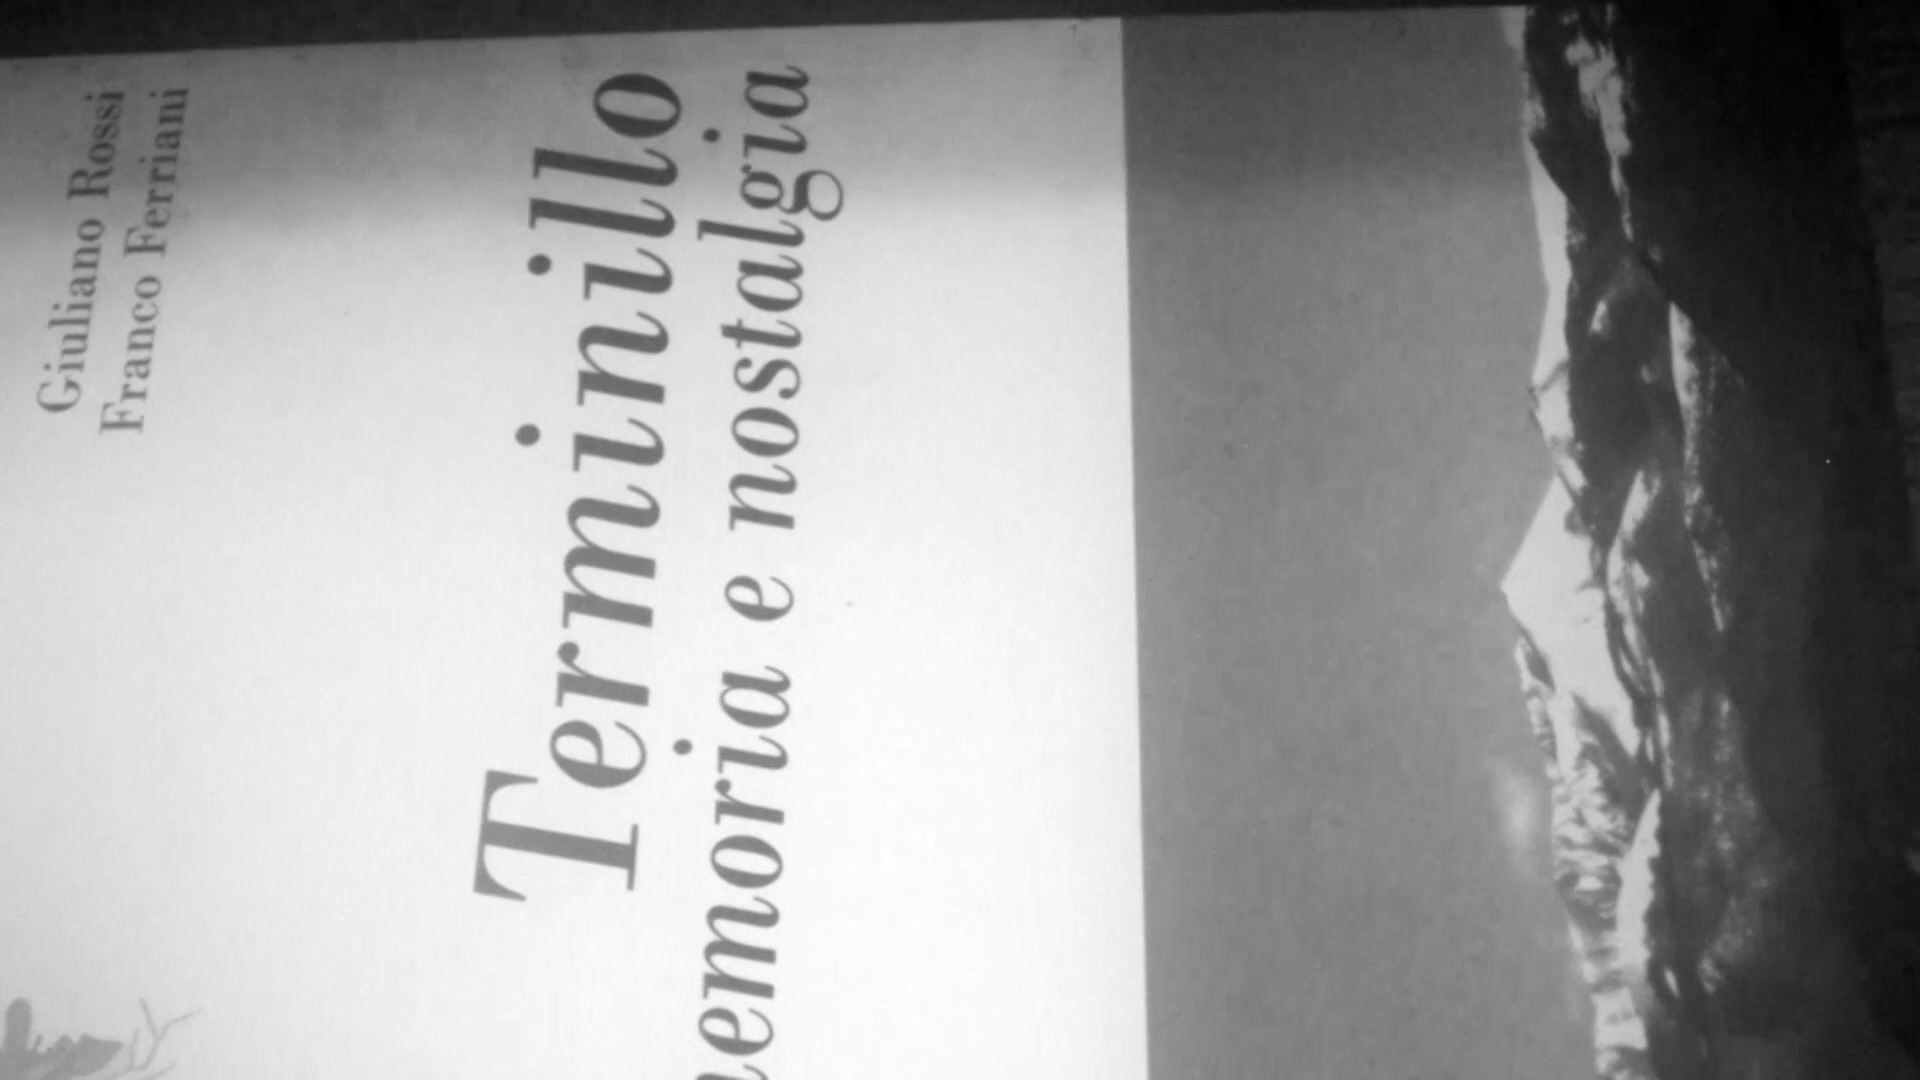 Giuliano Rossi
Franco Ferriani
Terminillo
emoria e nostalgia